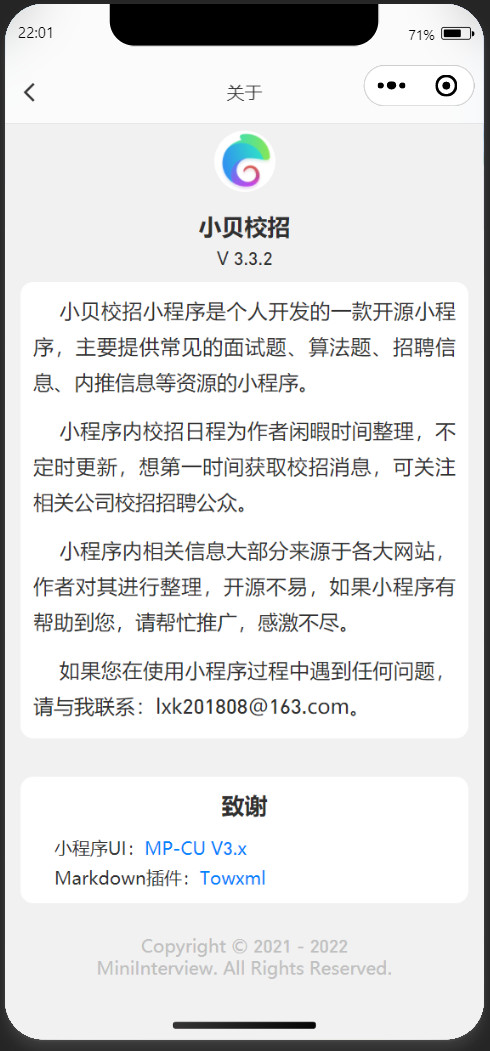 22:01
71%
关于
小贝校招
V 3.3.2
小贝校招小程序是个人开发的一款开源小程
序，主要提供常见的面试题、算法题、招聘信
息、内推信息等资源的小程序。
小程序内校招日程为作者闲暇时间整理，不
定时更新，想第一时间获取校招消息，可关注
相关公司校招招聘公众。
小程序内相关信息大部分来源于各大网站，
作者对其进行整理，开源不易，如果小程序有
帮助到您，请帮忙推广，感激不尽。
如果您在使用小程序过程中遇到任何问题，
请与我联系：lxk201808@163.com。
致谢
小程序UI：MP-CU V3.x
Markdown插件：Towxml
Copyright © 2021 - 2022
MiniInterview. All Rights Reserved.